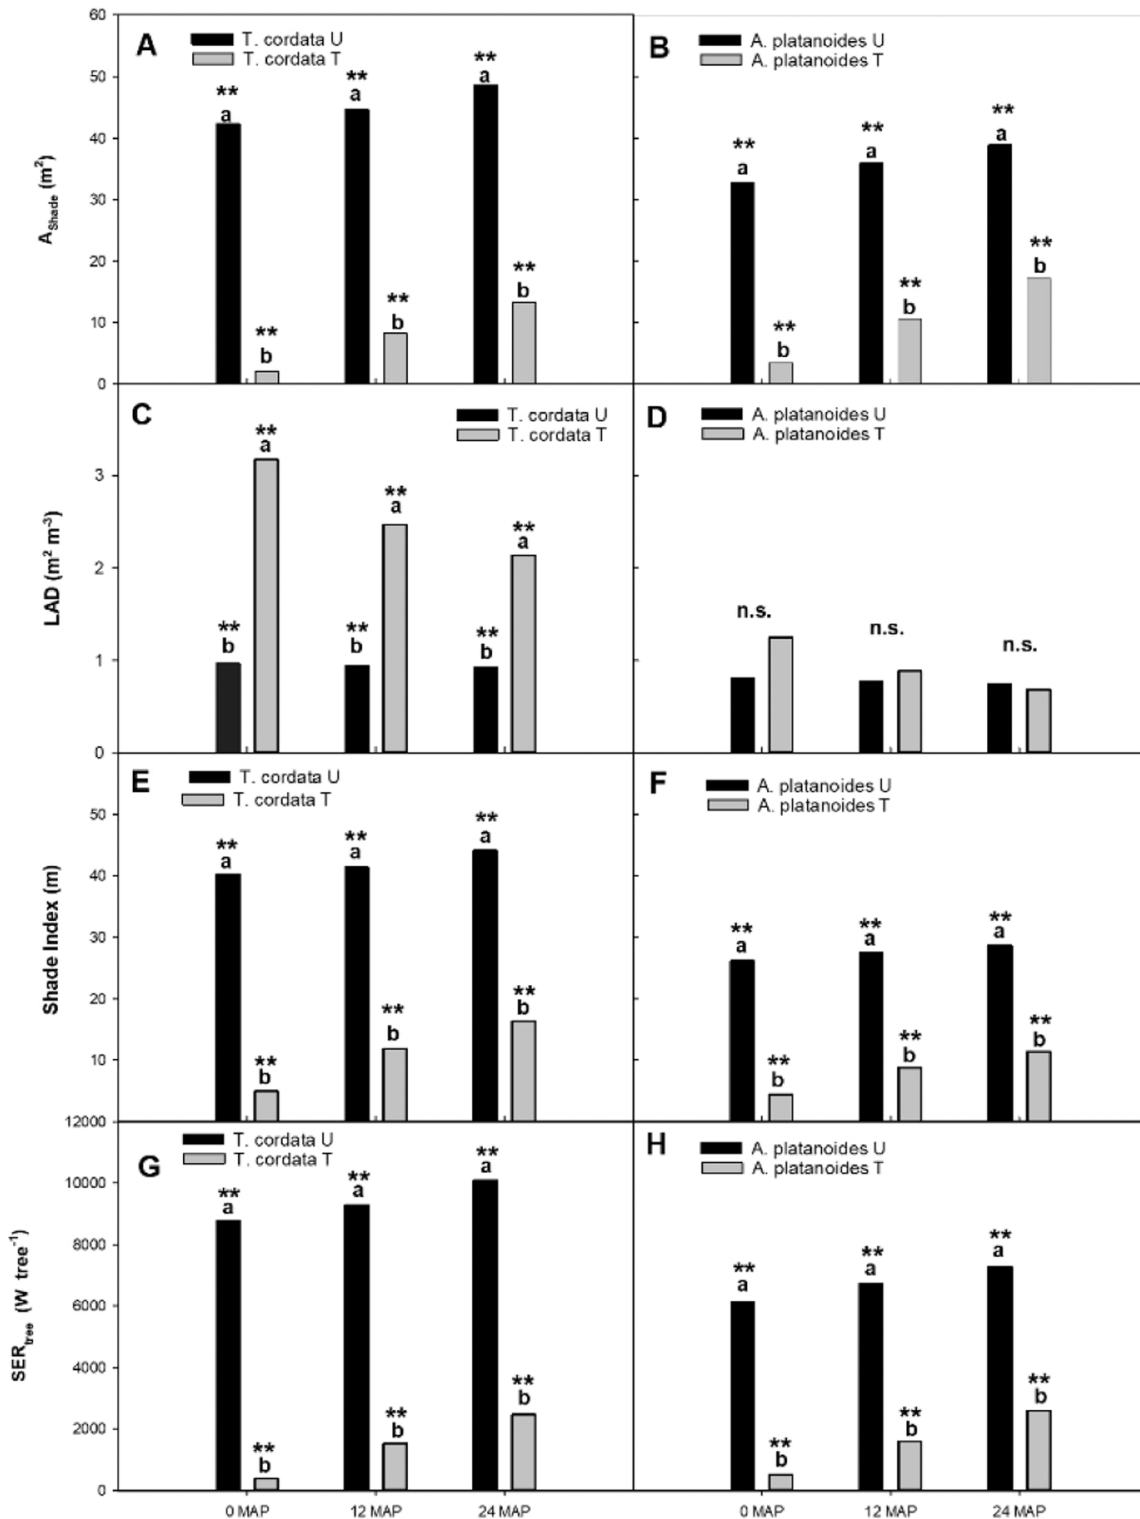 A
T. cordata U
T. cordata T
60
50
40
30
20
10
0
A Shade (m²)
**
a
**
b
**
a
**
b
**
a
**
b
B
A. platanoides U
A. platanoides T
**
a
**
b
**
a
**
b
**
a
**
b
C
T. cordata U
T. cordata T
3
2
1
0
LAD (m² m⁻³)
**
b
**
a
**
b
**
a
**
b
**
a
D
A. platanoides U
A. platanoides T
n.s.
n.s.
n.s.
E
T. cordata U
T. cordata T
50
40
30
20
10
Shade Index (m)
**
a
**
b
**
a
**
b
**
a
**
b
F
A. platanoides U
A. platanoides T
**
a
**
b
**
a
**
b
**
a
**
b
G
T. cordata U
T. cordata T
12000
10000
8000
6000
4000
2000
0
SER tree (W tree⁻¹)
**
a
**
b
**
a
**
b
**
a
**
b
0 MAP
12 MAP
24 MAP
H
A. platanoides U
A. platanoides T
**
a
**
b
**
a
**
b
**
a
**
b
0 MAP
12 MAP
24 MAP